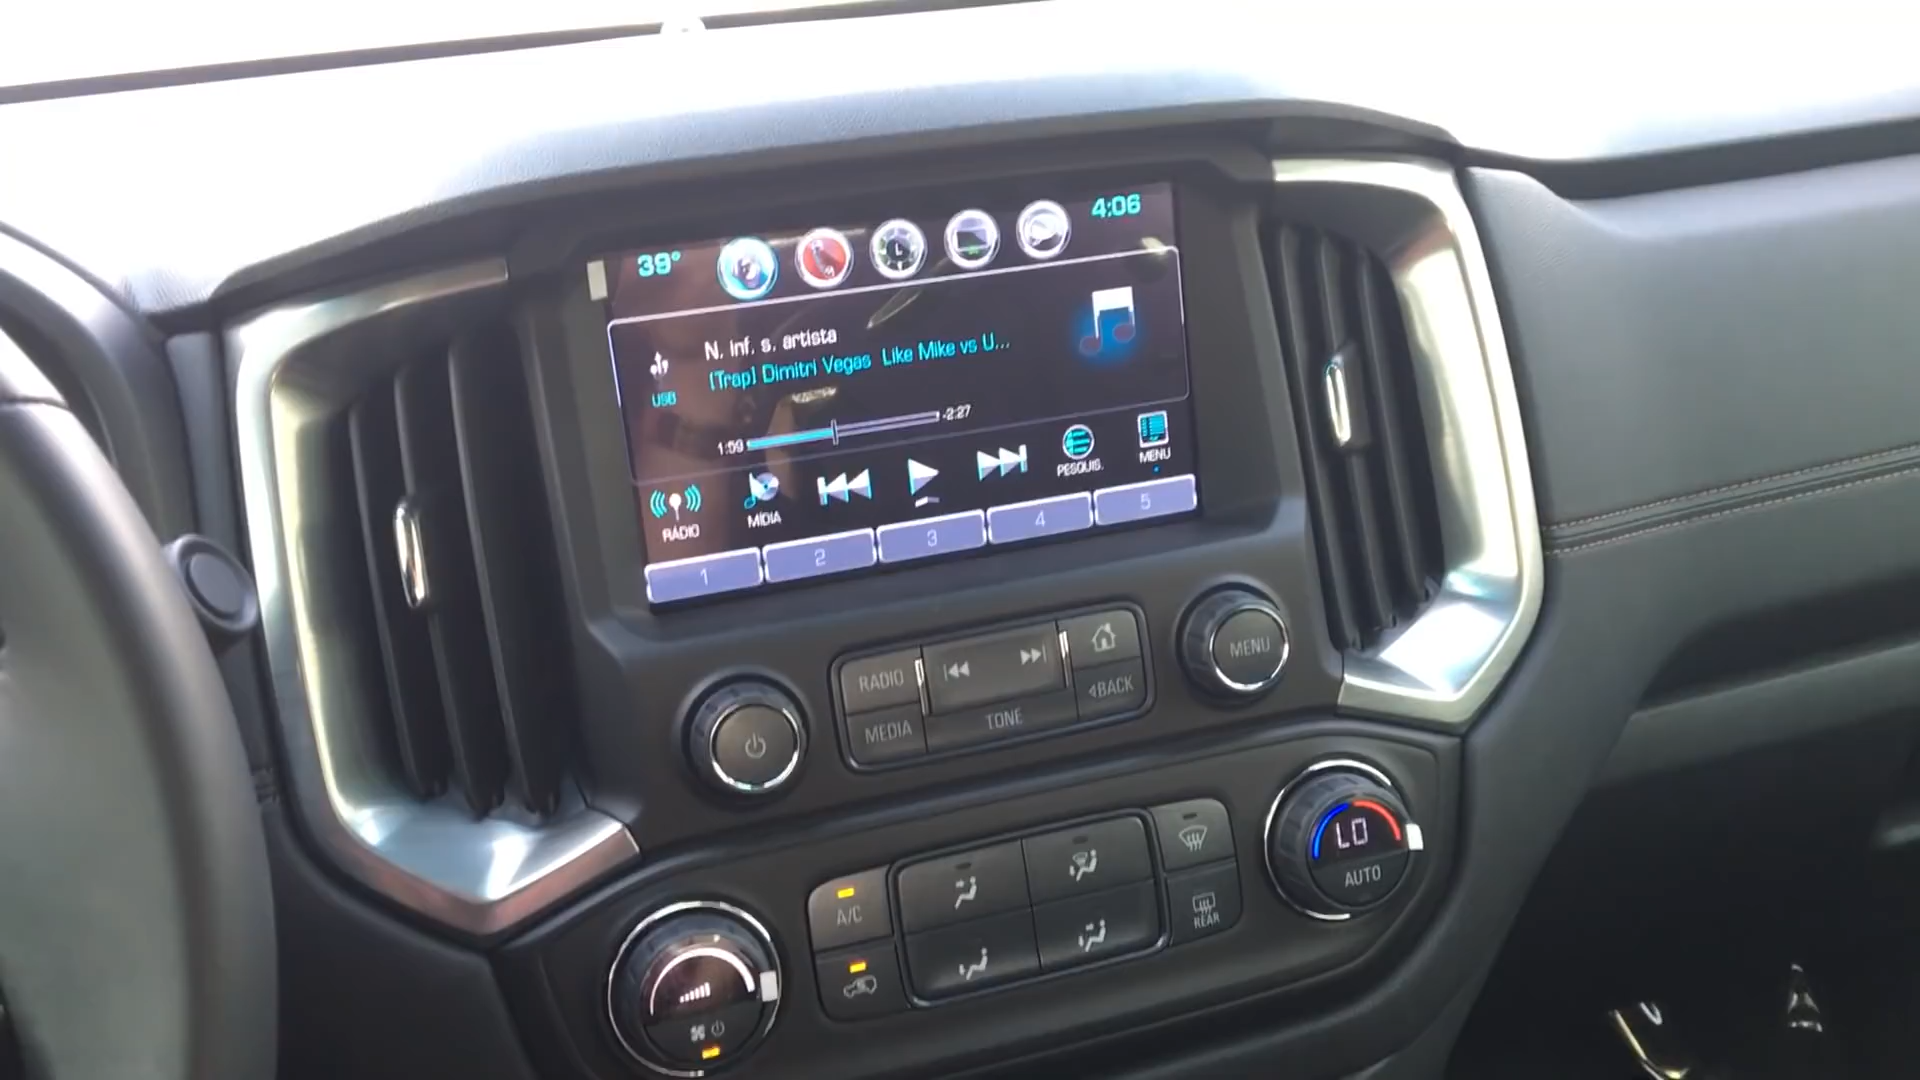 39°
4:06
N. inf. s. artista
[Trap] Dimitri Vegas Like Mike vs U...
USB
1:59
-2:27
RÁDIO
MÍDIA
PESQUIS.
MENU
1
2
3
4
5
RADIO
MEDIA
TONE
BACK
MENU
A/C
REAR
LO
AUTO